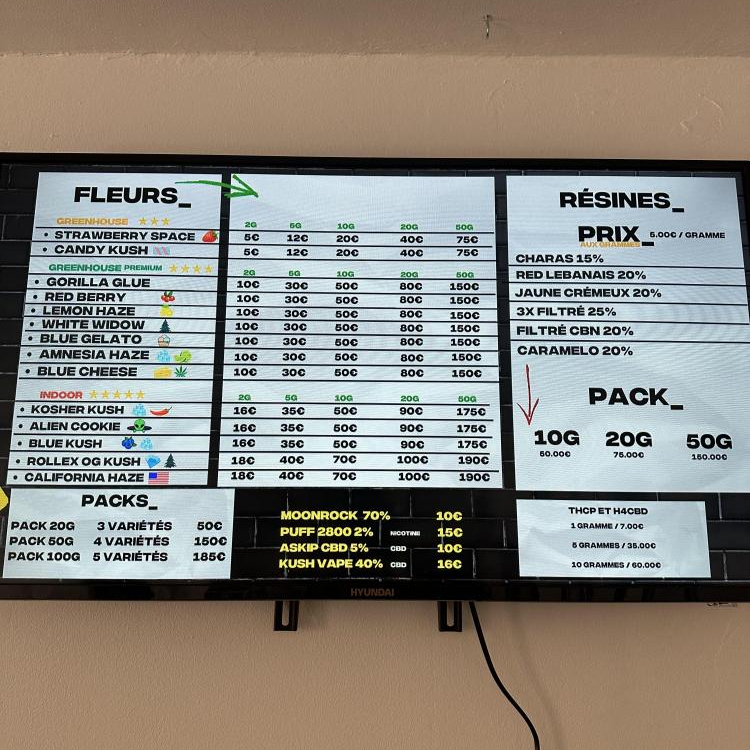 FLEURS_
GREENHOUSE
2G 5G 10G 20G 50G
• STRAWBERRY SPACE 5€ 12€ 20€ 40€ 75€
• CANDY KUSH 5€ 12€ 20€ 40€ 75€
GREENHOUSE PREMIUM
2G 5G 10G 20G 50G
• GORILLA GLUE 10€ 30€ 50€ 80€ 150€
• RED BERRY 10€ 30€ 50€ 80€ 150€
• LEMON HAZE 10€ 30€ 50€ 80€ 150€
• WHITE WIDOW 10€ 30€ 50€ 80€ 150€
• BLUE GELATO 10€ 30€ 50€ 80€ 150€
• AMNESIA HAZE 10€ 30€ 50€ 80€ 150€
• BLUE CHEESE 10€ 30€ 50€ 80€ 150€
INDOOR
2G 5G 10G 20G 50G
• KOSHER KUSH 16€ 35€ 50€ 90€ 175€
• ALIEN COOKIE 16€ 35€ 50€ 90€ 175€
• BLUE KUSH 16€ 35€ 50€ 90€ 175€
• ROLLEX OG KUSH 18€ 40€ 70€ 100€ 190€
• CALIFORNIA HAZE 18€ 40€ 70€ 100€ 190€
RÉSINES_
PRIX_ 5.00€ / GRAMME
AUX GRAMMES
CHARAS 15%
RED LEBANAIS 20%
JAUNE CRÉMEUX 20%
3X FILTRÉ 25%
FILTRÉ CBN 20%
CARAMELO 20%
PACK_
10G 20G 50G
50.00€ 75.00€ 150.00€
PACKS_
PACK 20G 3 VARIÉTÉS 50€
PACK 50G 4 VARIÉTÉS 150€
PACK 100G 5 VARIÉTÉS 185€
MOONROCK 70% 10€
PUFF 2800 2% NICOTINE 15€
ASKIP CBD 5% CBD 10€
KUSH VAPE 40% CBD 16€
THCP ET H4CBD
1 GRAMME / 7.00€
5 GRAMMES / 35.00€
10 GRAMMES / 60.00€
HYUNDAI